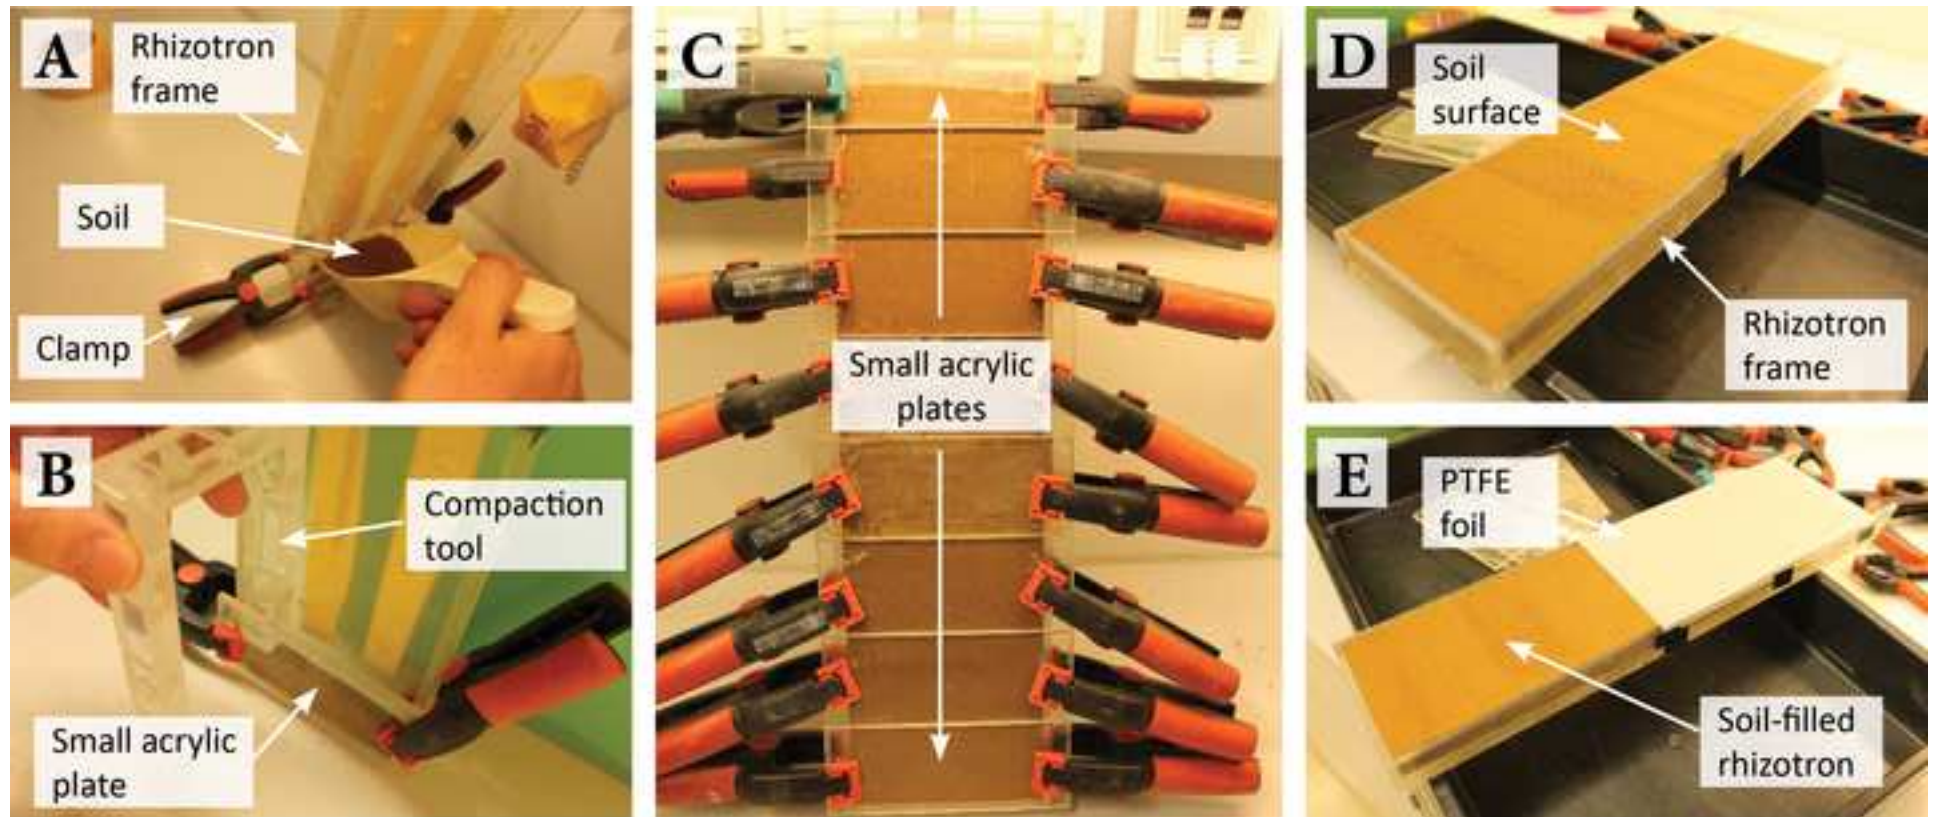 A
Rhizotron
frame
Soil
Clamp
B
Compaction
tool
Small acrylic
plate
C
Small acrylic
plates
D
Soil
surface
Rhizotron
frame
E
PTFE
foil
Soil-filled
rhizotron